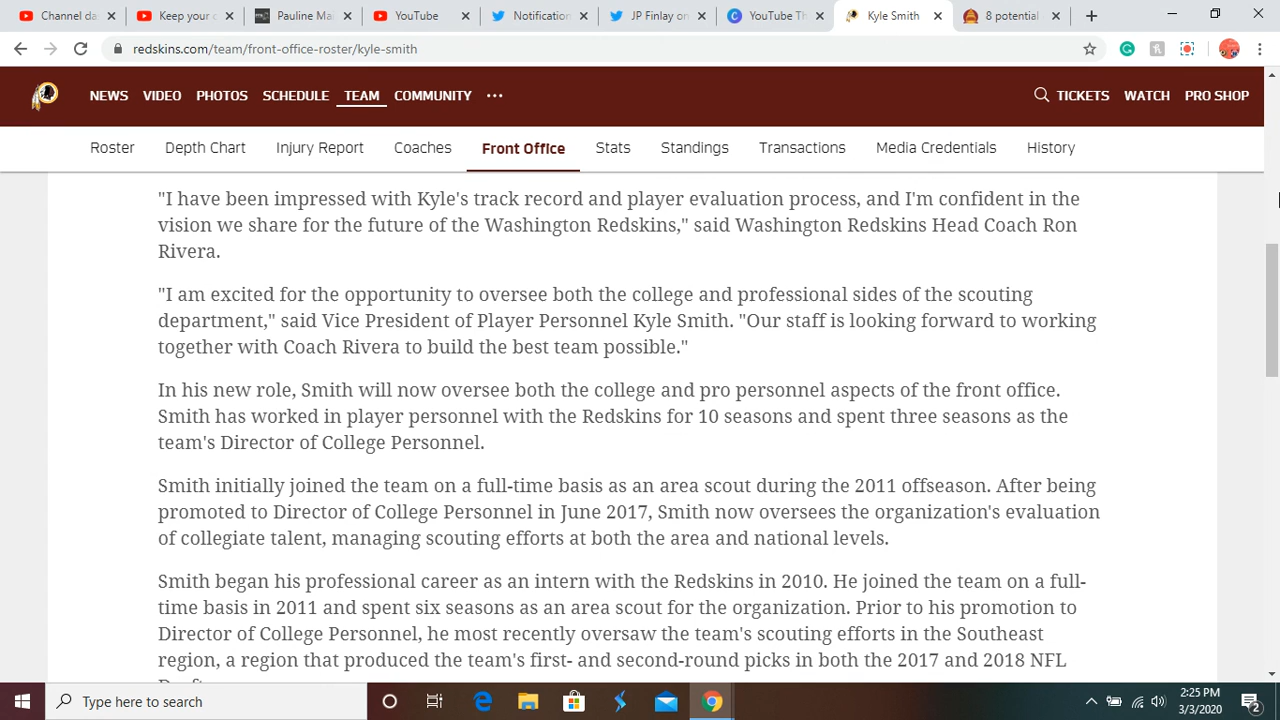 Channel da
Keep your c
Pauline Mai
YouTube
Notification
JP Finlay on
YouTube Th
Kyle Smith
8 potential
redskins.com/team/front-office-roster/kyle-smith
NEWS VIDEO PHOTOS SCHEDULE TEAM COMMUNITY ••• TICKETS WATCH PRO SHOP
Roster Depth Chart Injury Report Coaches Front Office Stats Standings Transactions Media Credentials History
"I have been impressed with Kyle's track record and player evaluation process, and I'm confident in the
vision we share for the future of the Washington Redskins," said Washington Redskins Head Coach Ron
Rivera.
"I am excited for the opportunity to oversee both the college and professional sides of the scouting
department," said Vice President of Player Personnel Kyle Smith. "Our staff is looking forward to working
together with Coach Rivera to build the best team possible."
In his new role, Smith will now oversee both the college and pro personnel aspects of the front office.
Smith has worked in player personnel with the Redskins for 10 seasons and spent three seasons as the
team's Director of College Personnel.
Smith initially joined the team on a full-time basis as an area scout during the 2011 offseason. After being
promoted to Director of College Personnel in June 2017, Smith now oversees the organization's evaluation
of collegiate talent, managing scouting efforts at both the area and national levels.
Smith began his professional career as an intern with the Redskins in 2010. He joined the team on a full-
time basis in 2011 and spent six seasons as an area scout for the organization. Prior to his promotion to
Director of College Personnel, he most recently oversaw the team's scouting efforts in the Southeast
region, a region that produced the team's first- and second-round picks in both the 2017 and 2018 NFL
Type here to search
2:25 PM
3/3/2020
2